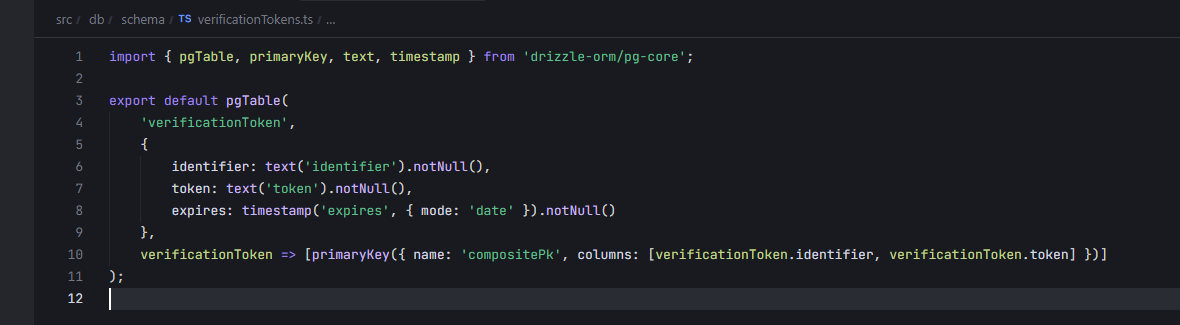 src / db / schema / TS verificationTokens.ts / ...
1 import { pgTable, primaryKey, text, timestamp } from 'drizzle-orm/pg-core';
2
3 export default pgTable(
4     'verificationToken',
5     {
6         identifier: text('identifier').notNull(),
7         token: text('token').notNull(),
8         expires: timestamp('expires', { mode: 'date' }).notNull()
9     },
10     verificationToken => [primaryKey({ name: 'compositePk', columns: [verificationToken.identifier, verificationToken.token] })]
11 );
12